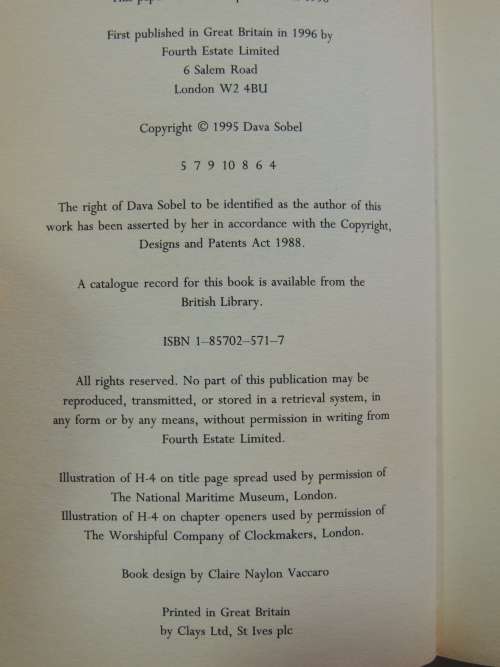 First published in Great Britain in 1996 by
Fourth Estate Limited
6 Salem Road
London W2 4BU
Copyright © 1995 Dava Sobel
5 7 9 10 8 6 4
The right of Dava Sobel to be identified as the author of this
work has been asserted by her in accordance with the Copyright,
Designs and Patents Act 1988.
A catalogue record for this book is available from the
British Library.
ISBN 1–85702–571–7
All rights reserved. No part of this publication may be
reproduced, transmitted, or stored in a retrieval system, in
any form or by any means, without permission in writing from
Fourth Estate Limited.
Illustration of H-4 on title page spread used by permission of
The National Maritime Museum, London.
Illustration of H-4 on chapter openers used by permission of
The Worshipful Company of Clockmakers, London.
Book design by Claire Naylon Vaccaro
Printed in Great Britain
by Clays Ltd, St Ives plc